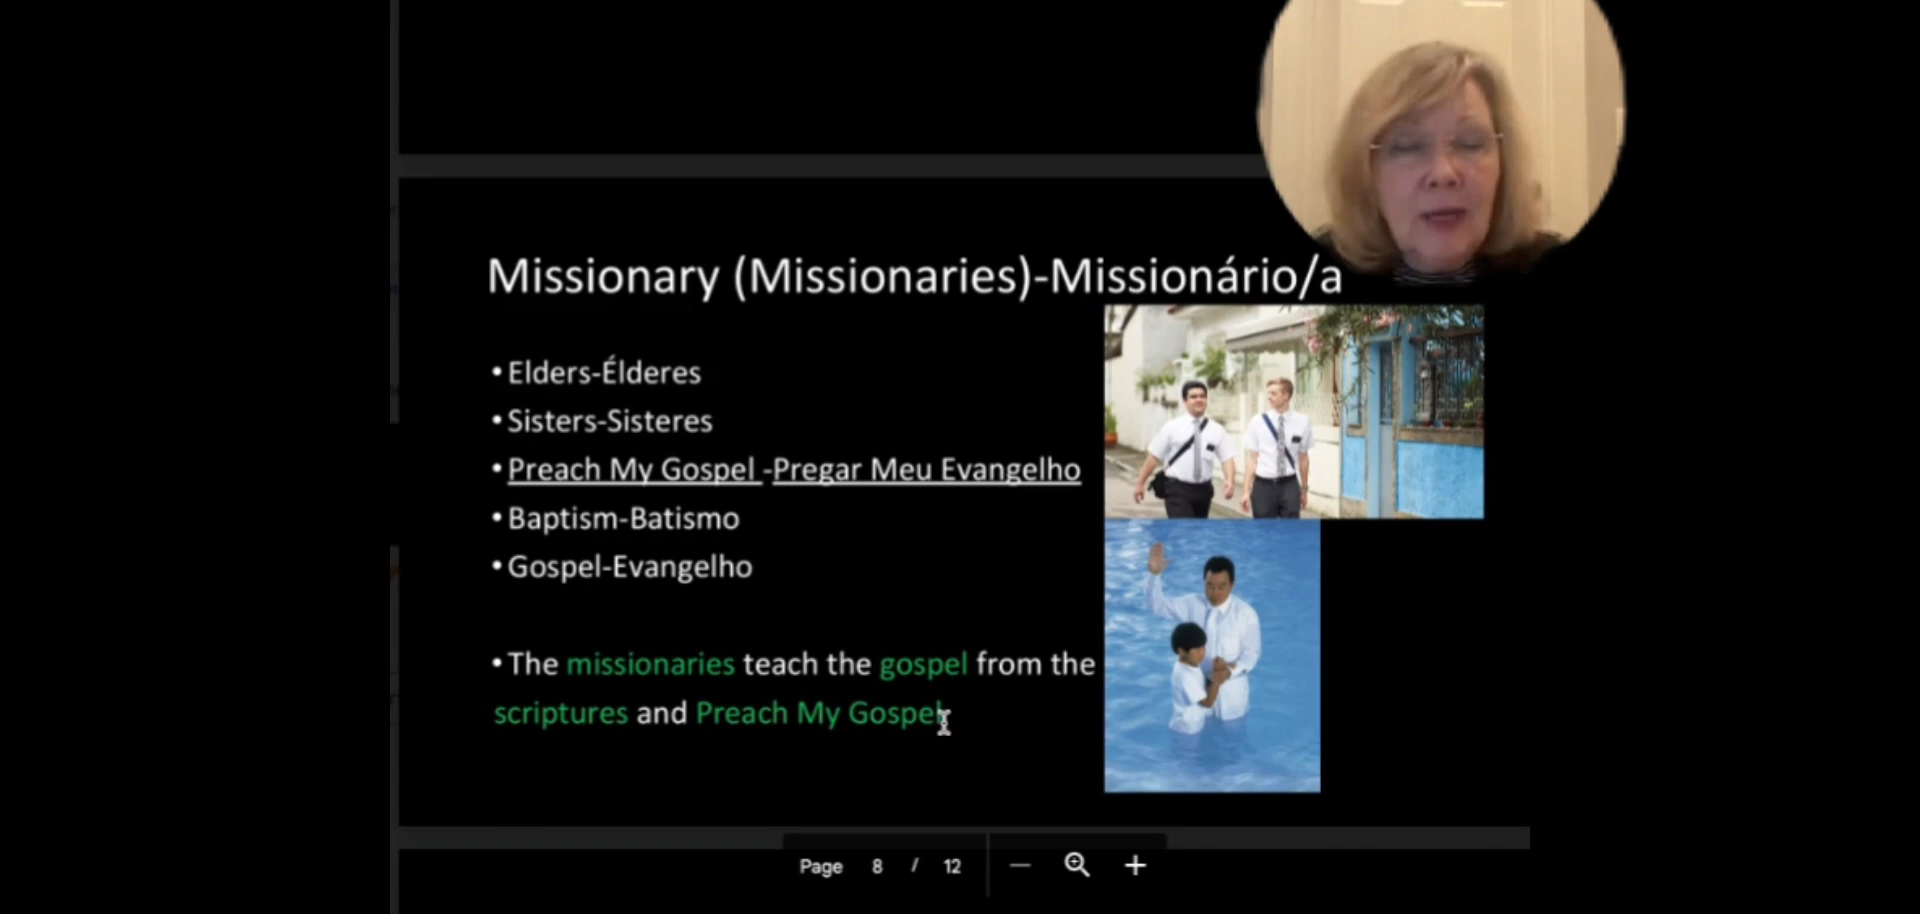 Missionary (Missionaries)-Missionário/a
•Elders-Élderes
•Sisters-Sisteres
•Preach My Gospel -Pregar Meu Evangelho
•Baptism-Batismo
•Gospel-Evangelho
•The missionaries teach the gospel from the
scriptures and Preach My Gospel
Page 8 / 12